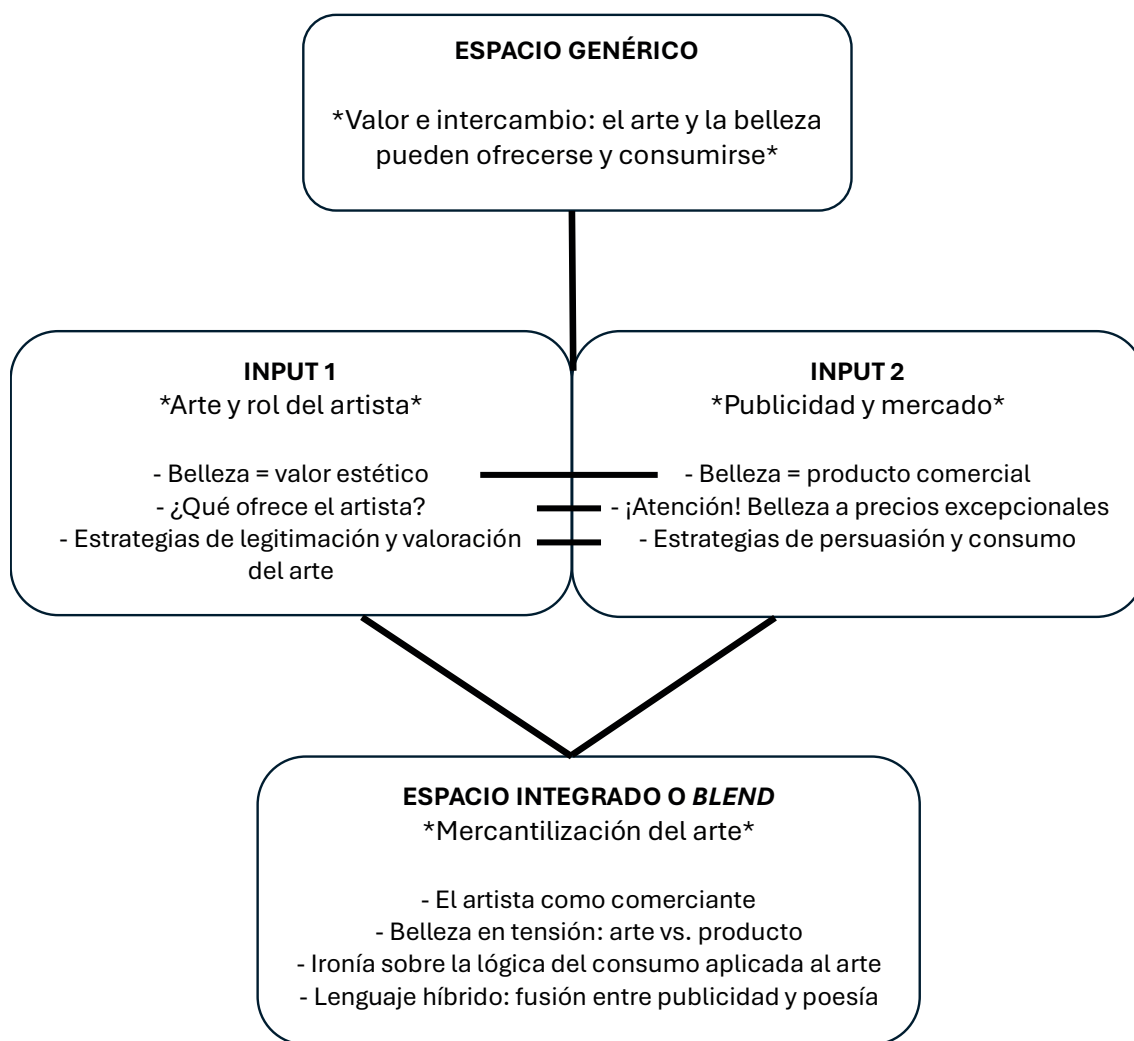 ESPACIO GENÉRICO
*Valor e intercambio: el arte y la belleza
pueden ofrecerse y consumirse*
INPUT 1
*Arte y rol del artista*
- Belleza = valor estético
- ¿Qué ofrece el artista?
- Estrategias de legitimación y valoración
del arte
INPUT 2
*Publicidad y mercado*
- Belleza = producto comercial
- ¡Atención! Belleza a precios excepcionales
- Estrategias de persuasión y consumo
ESPACIO INTEGRADO O BLEND
*Mercantilización del arte*
- El artista como comerciante
- Belleza en tensión: arte vs. producto
- Ironía sobre la lógica del consumo aplicada al arte
- Lenguaje híbrido: fusión entre publicidad y poesía